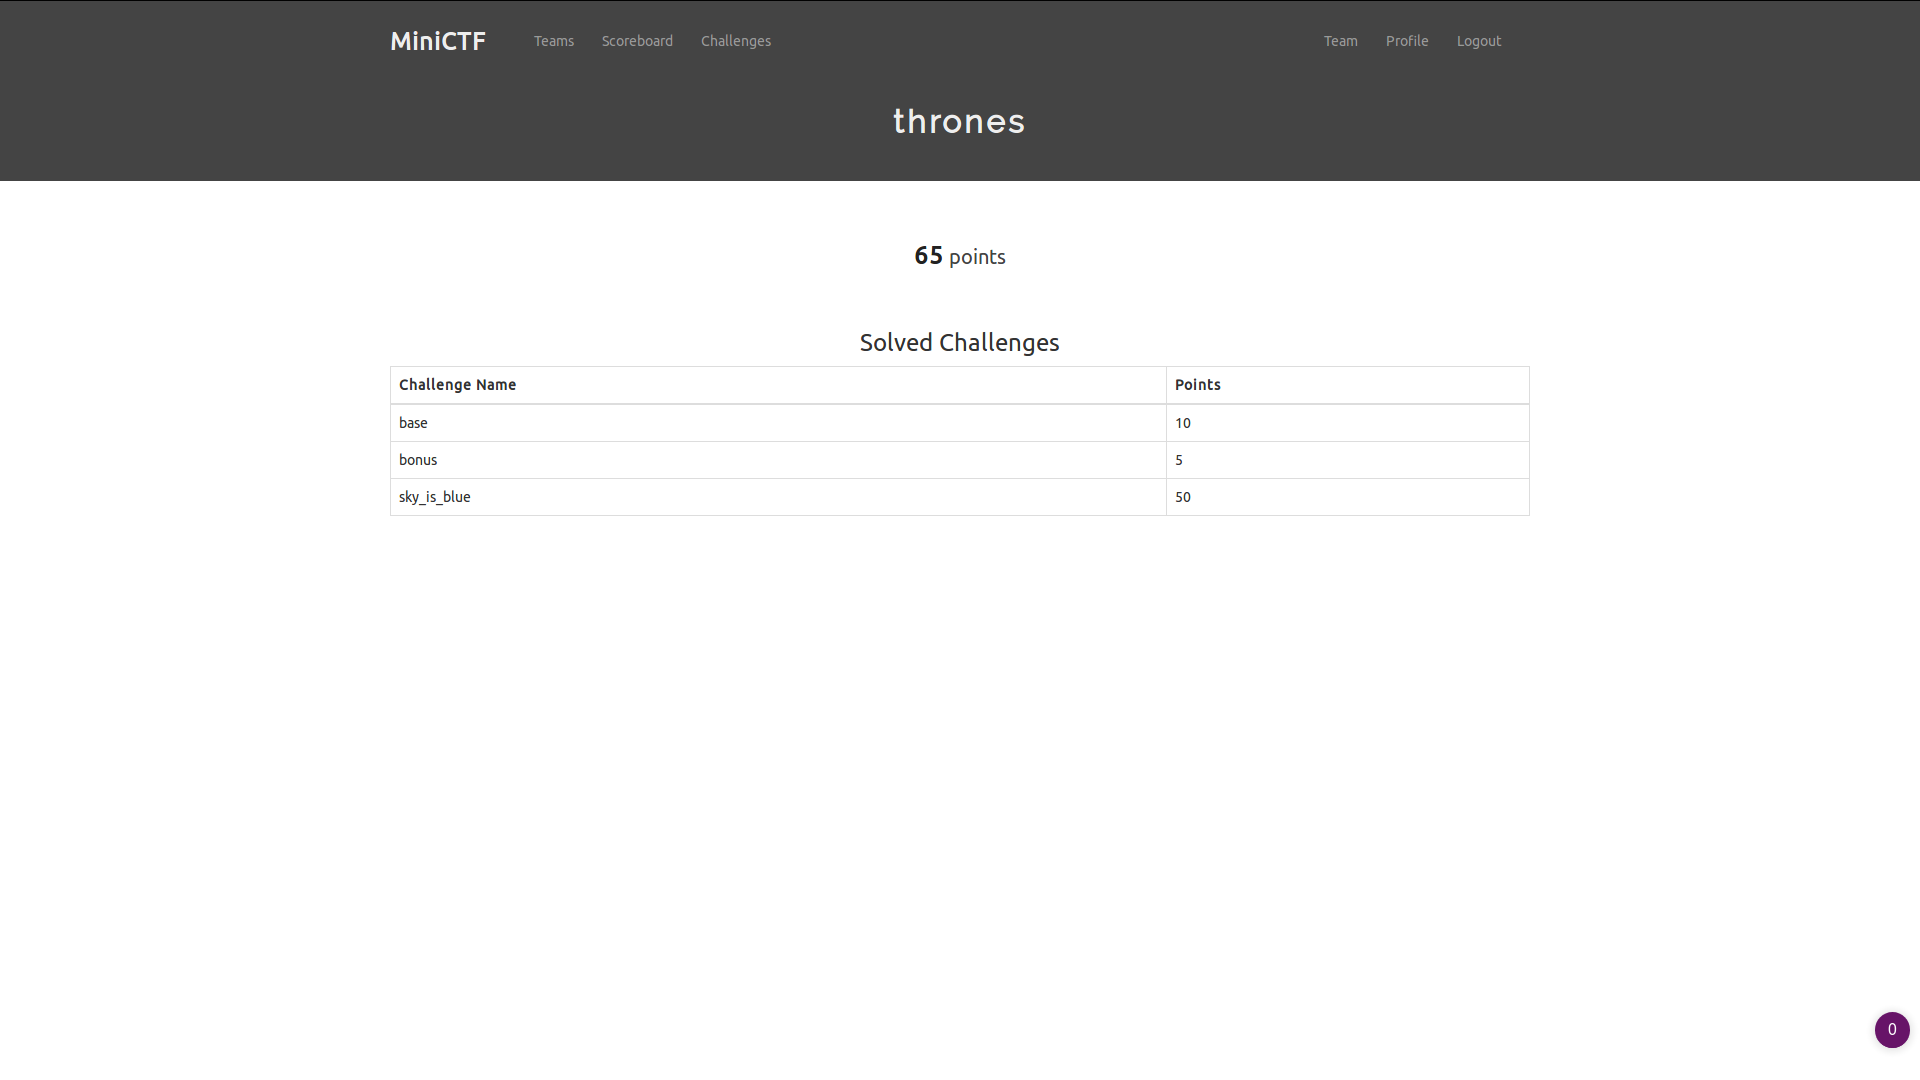 MiniCTF Teams Scoreboard Challenges Team Profile Logout
thrones
65 points
Solved Challenges
Challenge Name Points
base 10
bonus 5
sky_is_blue 50
0